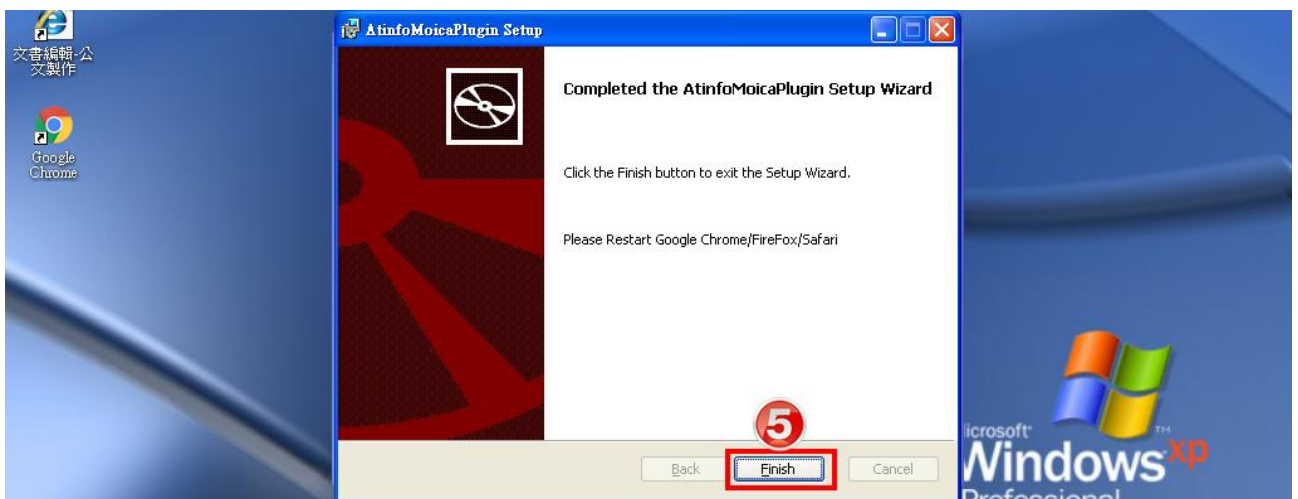 文書編輯-公
文製作
Google
Chrome
AtinfoMoicaPlugin Setup
Completed the AtinfoMoicaPlugin Setup Wizard
Click the Finish button to exit the Setup Wizard.
Please Restart Google Chrome/FireFox/Safari
5
Back Finish Cancel
icrosoft
TM
Windows xp
Professional